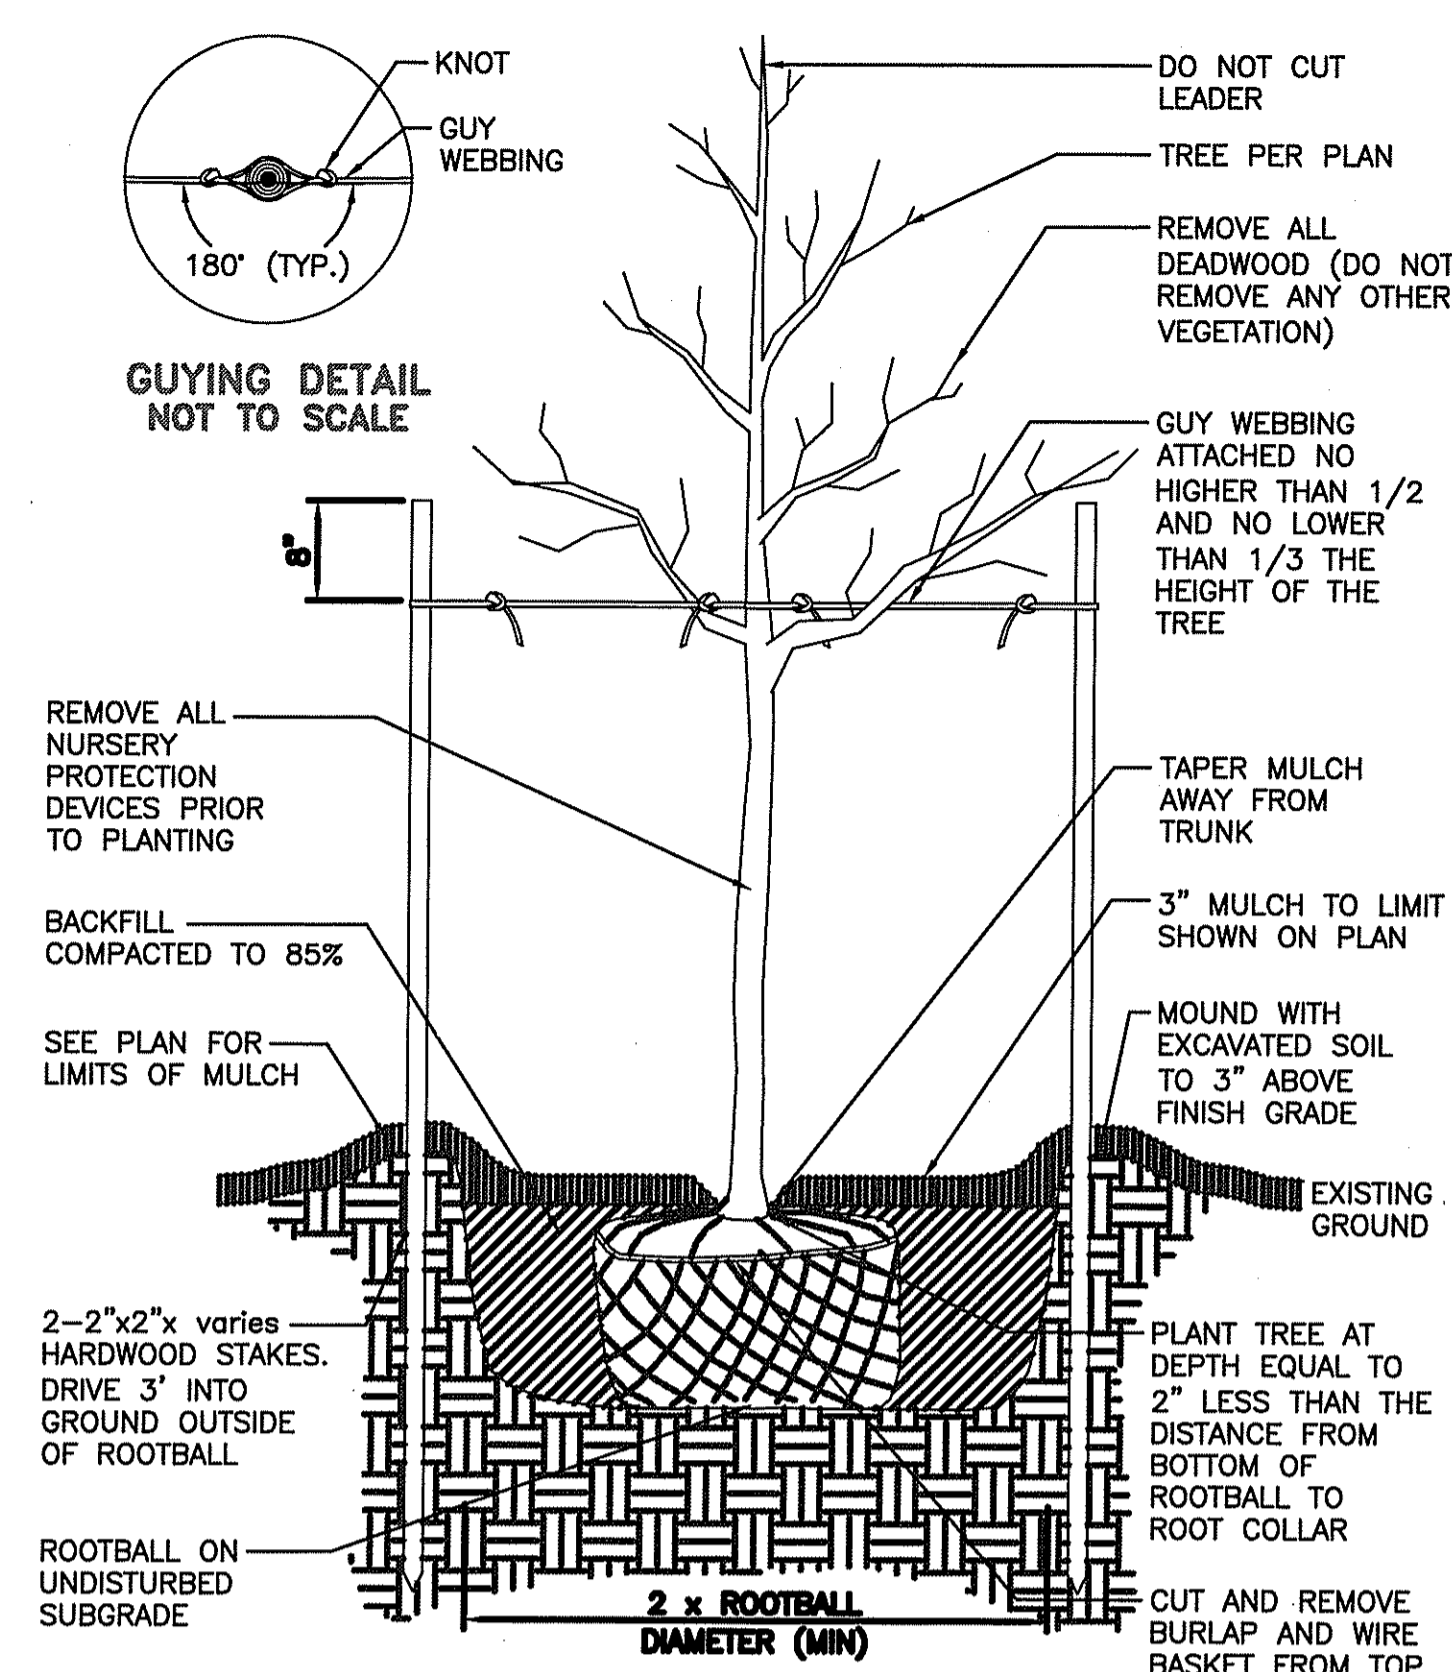 KNOT
GUY
WEBBING
180° (TYP.)
GUYING DETAIL
NOT TO SCALE
DO NOT CUT
LEADER
TREE PER PLAN
REMOVE ALL
DEADWOOD (DO NOT
REMOVE ANY OTHER
VEGETATION)
GUY WEBBING
ATTACHED NO
HIGHER THAN 1/2
AND NO LOWER
THAN 1/3 THE
HEIGHT OF THE
TREE
8"
REMOVE ALL
NURSERY
PROTECTION
DEVICES PRIOR
TO PLANTING
BACKFILL
COMPACTED TO 85%
SEE PLAN FOR
LIMITS OF MULCH
2-2"x2"x varies
HARDWOOD STAKES.
DRIVE 3' INTO
GROUND OUTSIDE
OF ROOTBALL
ROOTBALL ON
UNDISTURBED
SUBGRADE
TAPER MULCH
AWAY FROM
TRUNK
3" MULCH TO LIMIT
SHOWN ON PLAN
MOUND WITH
EXCAVATED SOIL
TO 3" ABOVE
FINISH GRADE
EXISTING
GROUND
PLANT TREE AT
DEPTH EQUAL TO
2" LESS THAN THE
DISTANCE FROM
BOTTOM OF
ROOTBALL TO
ROOT COLLAR
2 x ROOTBALL
DIAMETER (MIN)
CUT AND REMOVE
BURLAP AND WIRE
BASKET FROM TOP